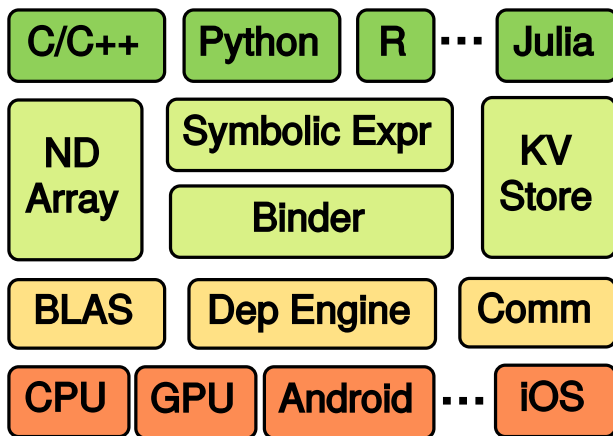 C/C++ Python R ... Julia
ND Array
Symbolic Expr
KV Store
Binder
BLAS Dep Engine Comm
CPU GPU Android ... iOS